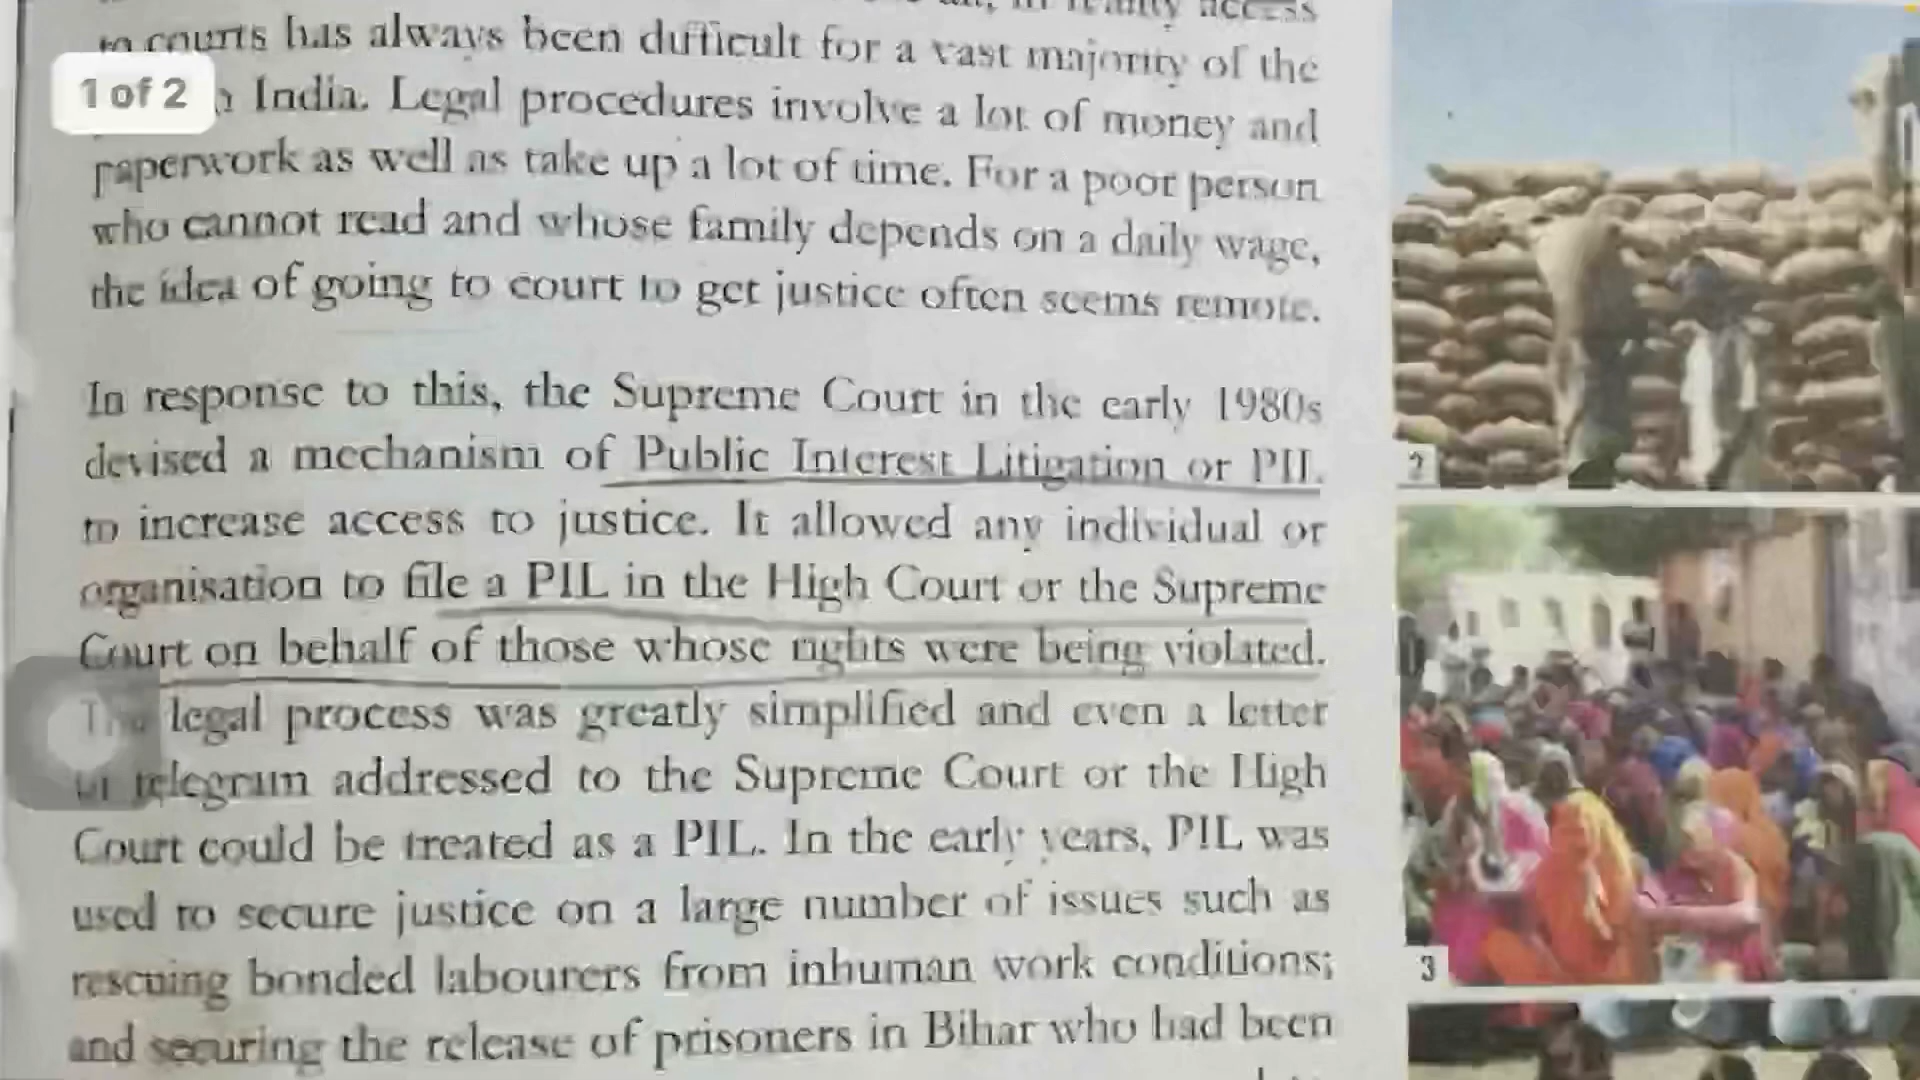 in reality access
to courts has always been difficult for a vast majority of the
1 of 2
India. Legal procedures involve a lot of money and
paperwork as well as take up a lot of time. For a poor person
who cannot read and whose family depends on a daily wage,
the idea of going to court to get justice often seems remote.
In response to this, the Supreme Court in the early 1980s
devised a mechanism of Public Interest Litigation or PIL
to increase access to justice. It allowed any individual or
organisation to file a PIL in the High Court or the Supreme
Court on behalf of those whose rights were being violated.
The legal process was greatly simplified and even a letter
or telegram addressed to the Supreme Court or the High
Court could be treated as a PIL. In the early years, PIL was
used to secure justice on a large number of issues such as
rescuing bonded labourers from inhuman work conditions;
and securing the release of prisoners in Bihar who had been
2
3